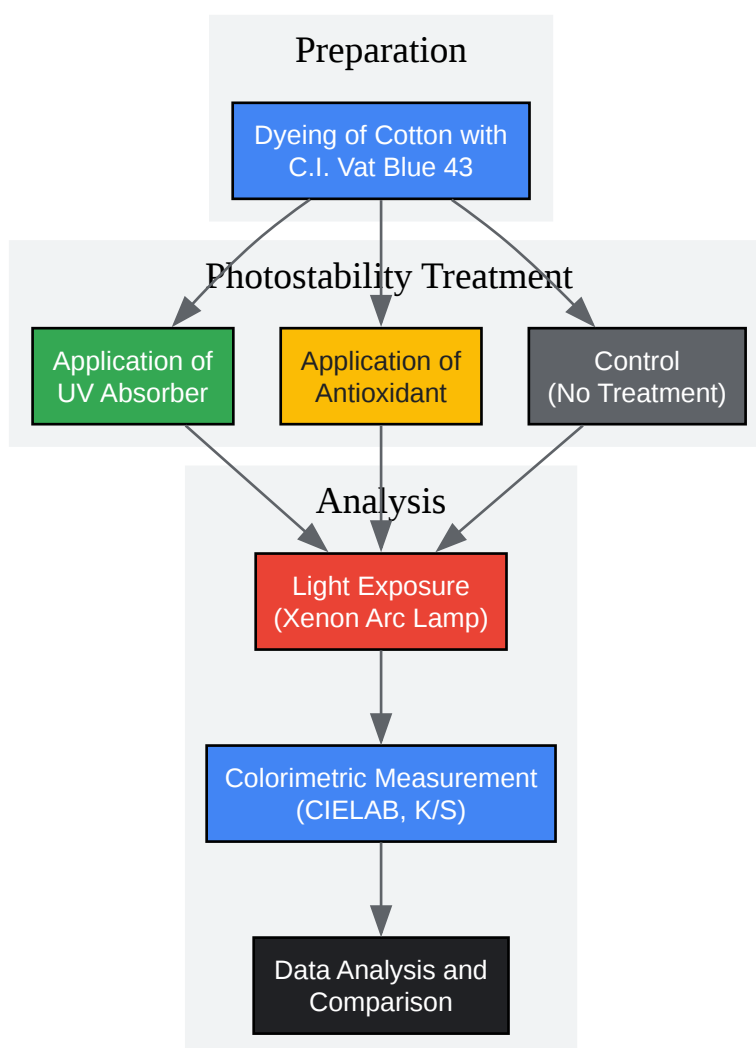 Preparation
Dyeing of Cotton with
C.I. Vat Blue 43
Photostability Treatment
Application of
UV Absorber
Application of
Antioxidant
Control
(No Treatment)
Analysis
Light Exposure
(Xenon Arc Lamp)
Colorimetric Measurement
(CIELAB, K/S)
Data Analysis and
Comparison